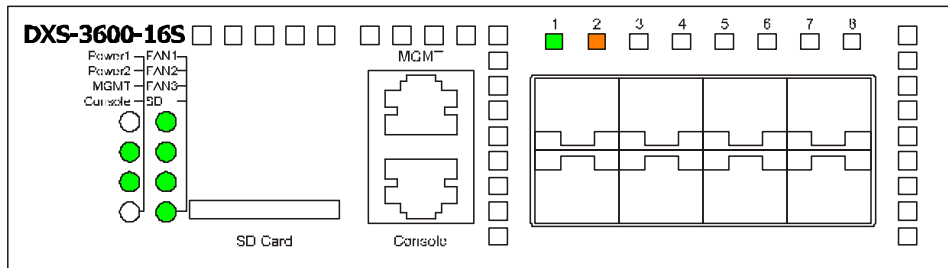 DXS-3600-16S
1 2 3 4 5 6 7 8
MGMT
Power1 FAN1
Power2 FAN2
MGMT FAN3
Console SD
SD Card
Console